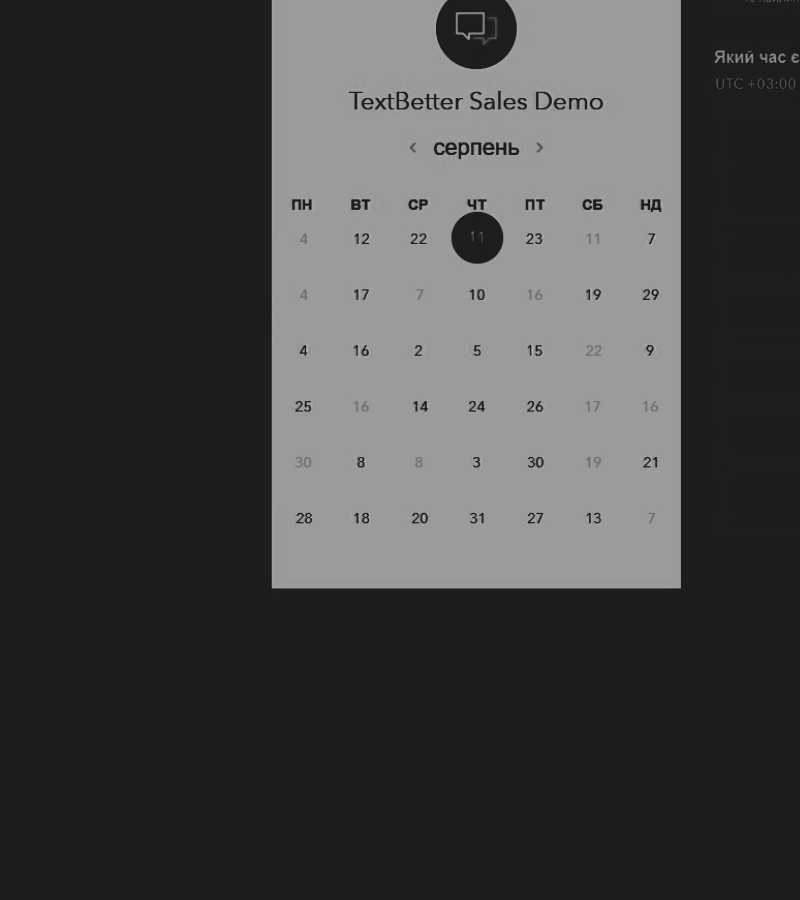 Який час є
UTC +03:00
TextBetter Sales Demo
‹ серпень ›
ПН ВТ СР ЧТ ПТ СБ НД
4 12 22 11 23 11 7
4 17 7 10 16 19 29
4 16 2 5 15 22 9
25 16 14 24 26 17 16
30 8 8 3 30 19 21
28 18 20 31 27 13 7